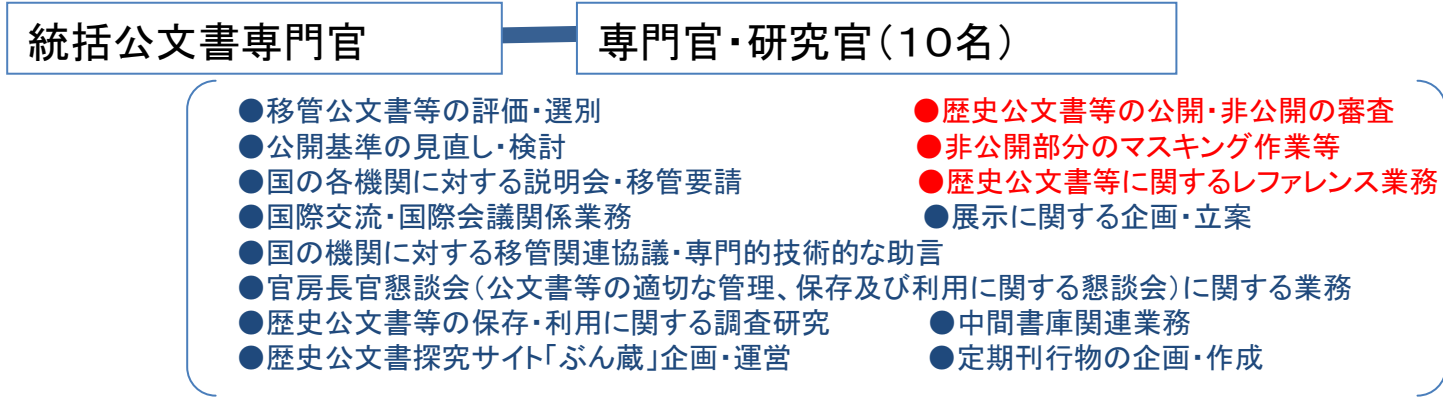 統括公文書専門官 専門官・研究官(10名)
●移管公文書等の評価・選別 ●歴史公文書等の公開・非公開の審査
●公開基準の見直し・検討 ●非公開部分のマスキング作業等
●国の各機関に対する説明会・移管要請 ●歴史公文書等に関するレファレンス業務
●国際交流・国際会議関係業務 ●展示に関する企画・立案
●国の機関に対する移管関連協議・専門的技術的な助言
●官房長官懇談会(公文書等の適切な管理、保存及び利用に関する懇談会)に関する業務
●歴史公文書等の保存・利用に関する調査研究 ●中間書庫関連業務
●歴史公文書探究サイト「ぶん蔵」企画・運営 ●定期刊行物の企画・作成